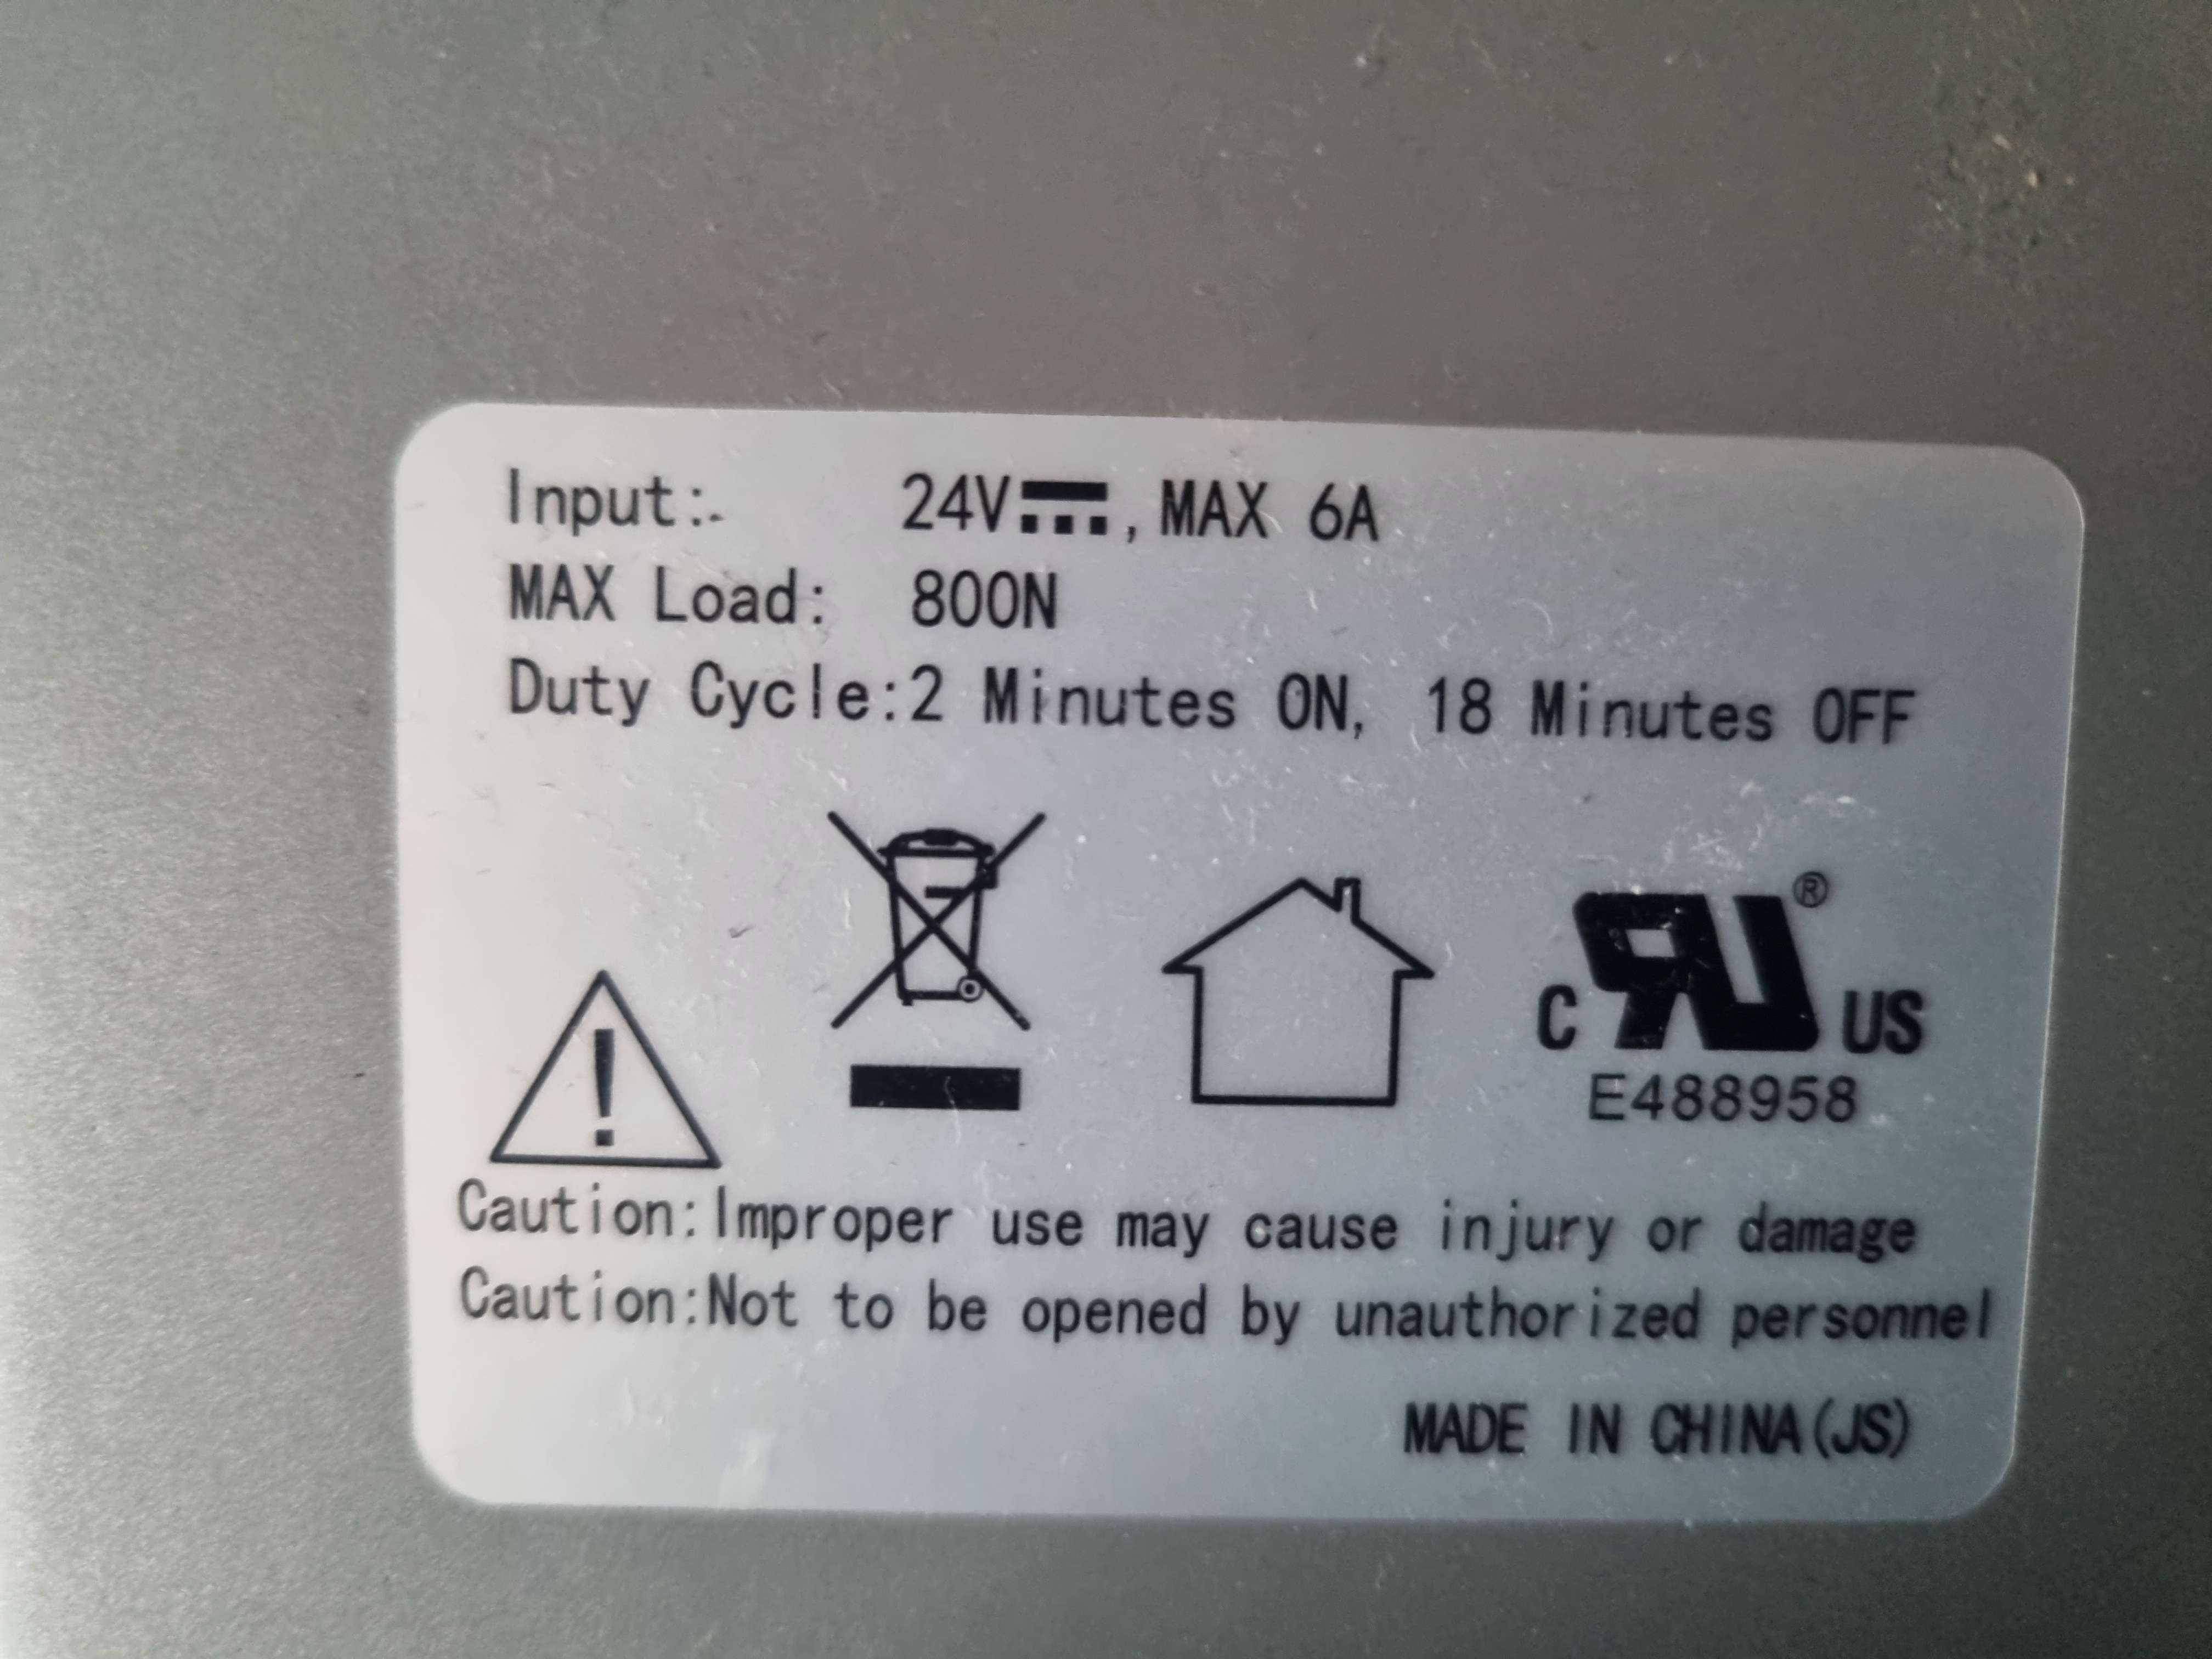 Input: 24V⎓, MAX 6A
MAX Load: 800N
Duty Cycle:2 Minutes ON, 18 Minutes OFF
®
C RU US
E488958
Caution:Improper use may cause injury or damage
Caution:Not to be opened by unauthorized personnel
MADE IN CHINA(JS)